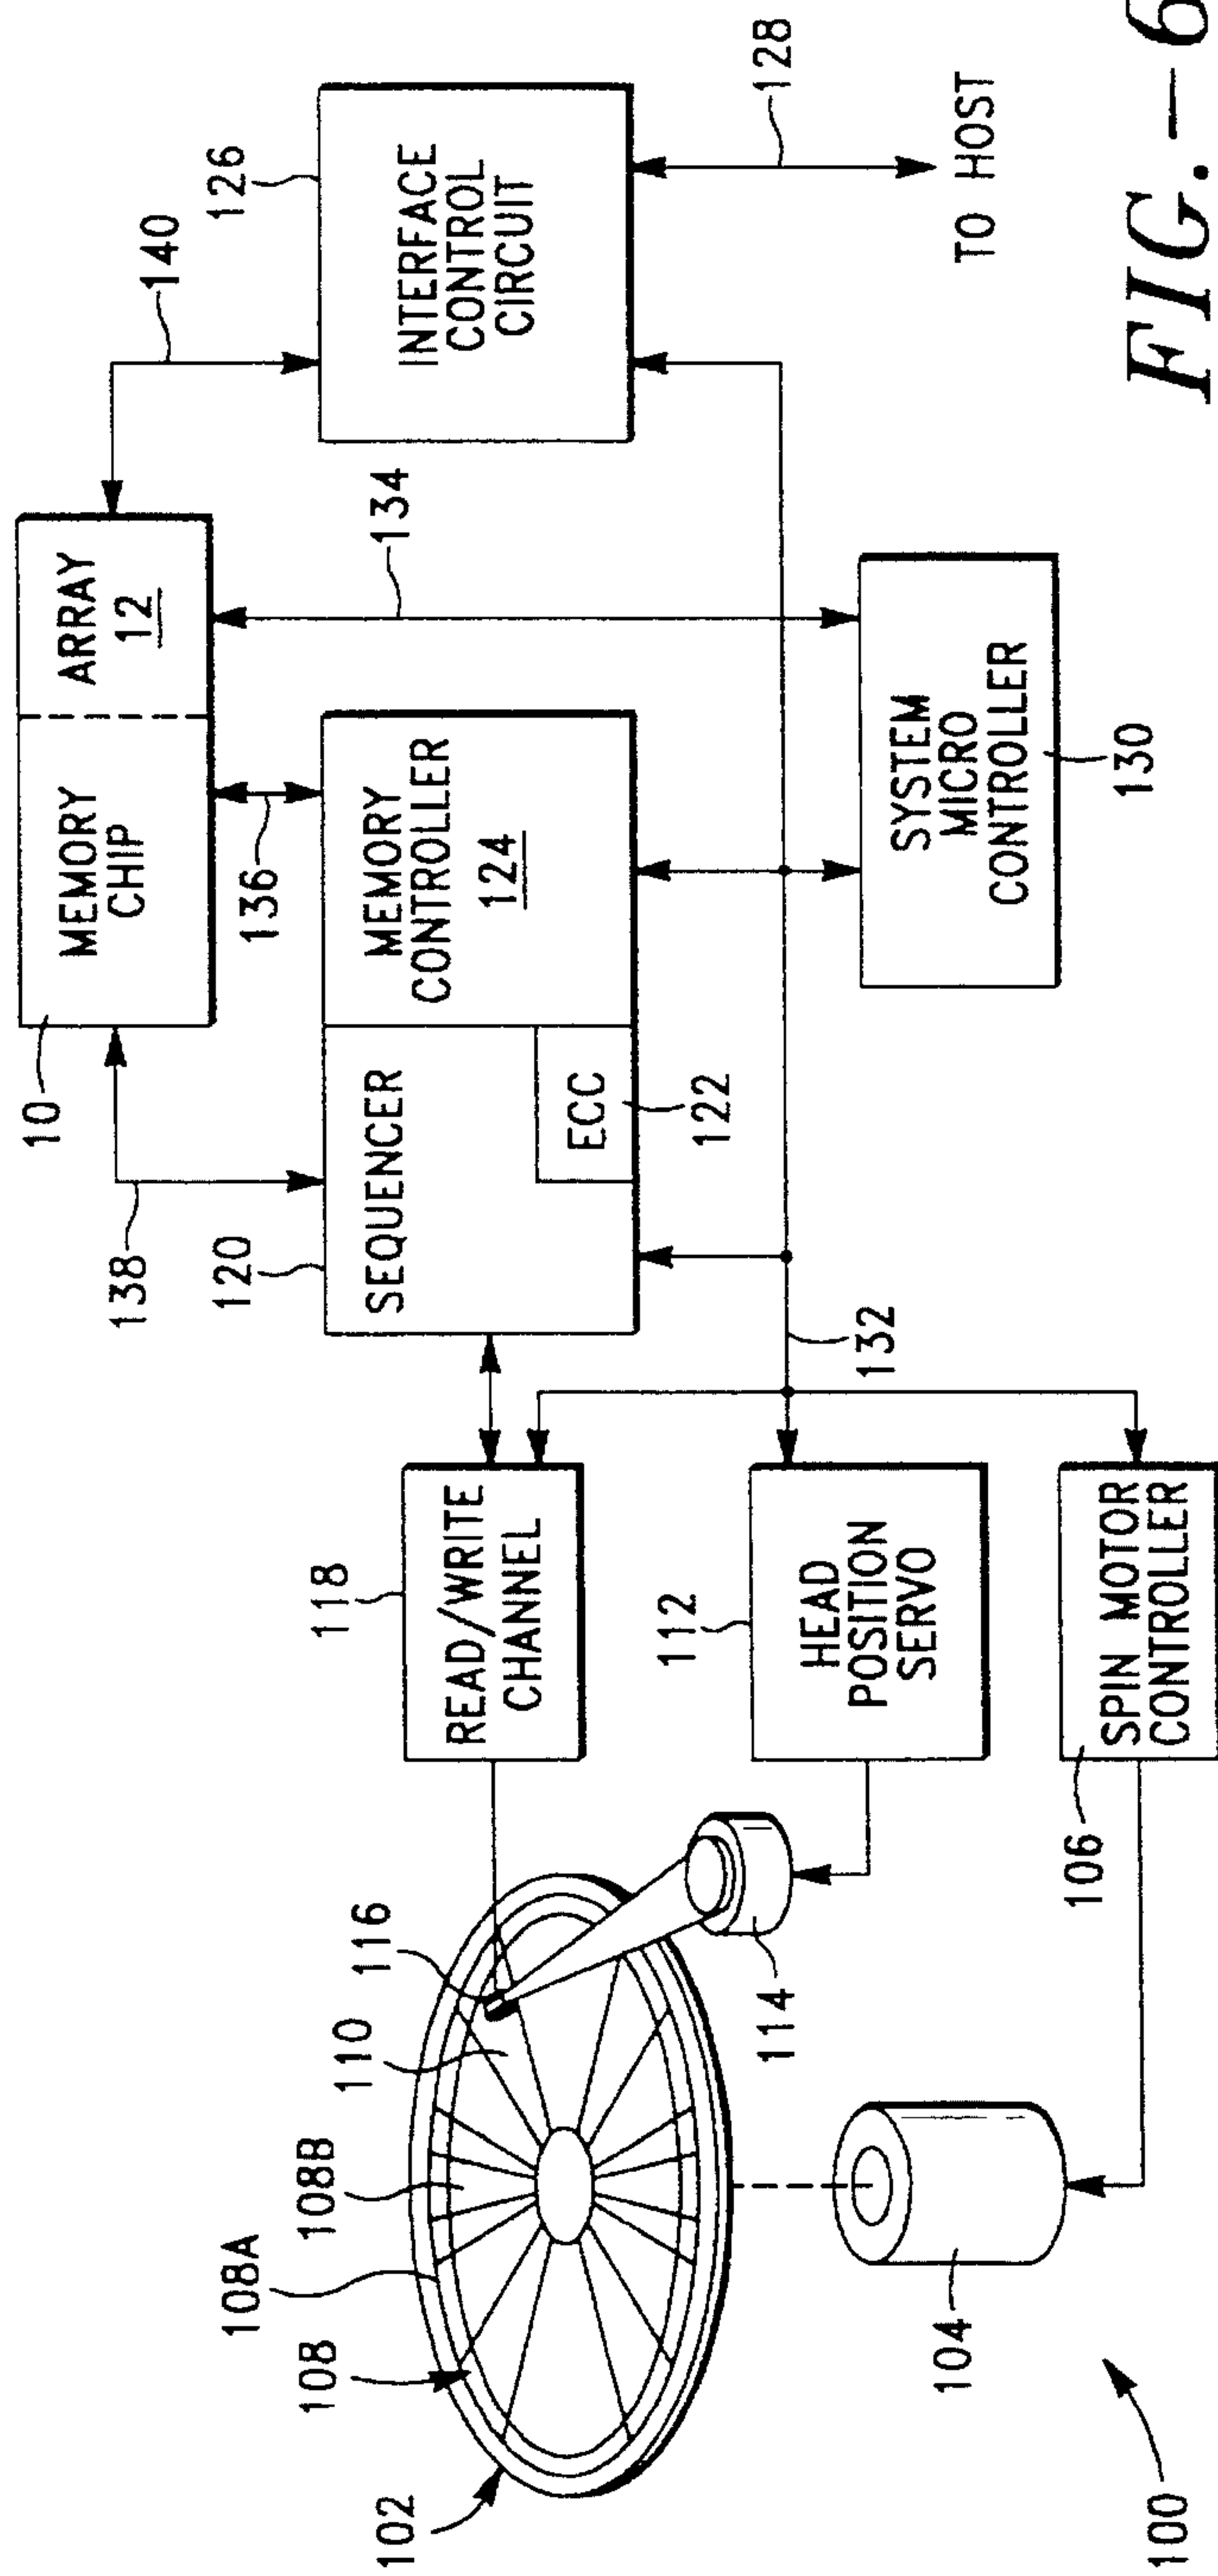 10
MEMORY
CHIP
ARRAY
12
140
126
INTERFACE
CONTROL
CIRCUIT
128
TO HOST
138
136
134
120
SEQUENCER
ECC
122
MEMORY
CONTROLLER
124
SYSTEM
MICRO
CONTROLLER
130
132
118
READ/WRITE
CHANNEL
112
HEAD
POSITION
SERVO
106
SPIN MOTOR
CONTROLLER
102
108
108A
108B
110
116
114
104
100
FIG.-6